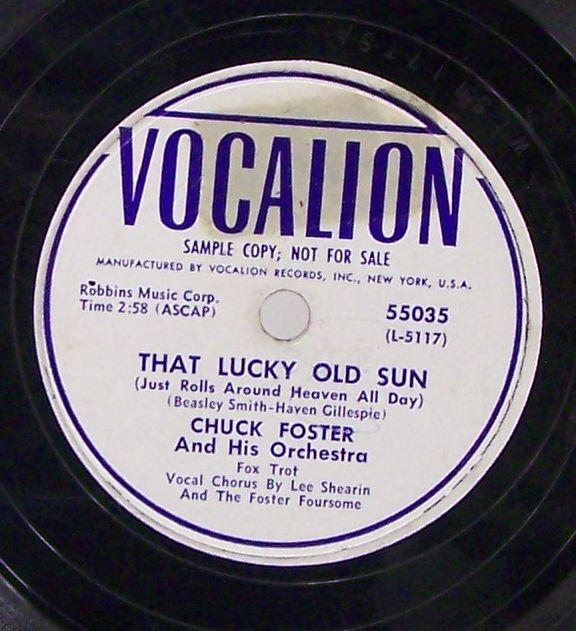 VOCALION
SAMPLE COPY; NOT FOR SALE
MANUFACTURED BY VOCALION RECORDS, INC., NEW YORK, U.S.A.
Robbins Music Corp.
Time 2:58 (ASCAP)
55035
(L-5117)
THAT LUCKY OLD SUN
(Just Rolls Around Heaven All Day)
(Beasley Smith-Haven Gillespie)
CHUCK FOSTER
And His Orchestra
Fox Trot
Vocal Chorus By Lee Shearin
And The Foster Foursome